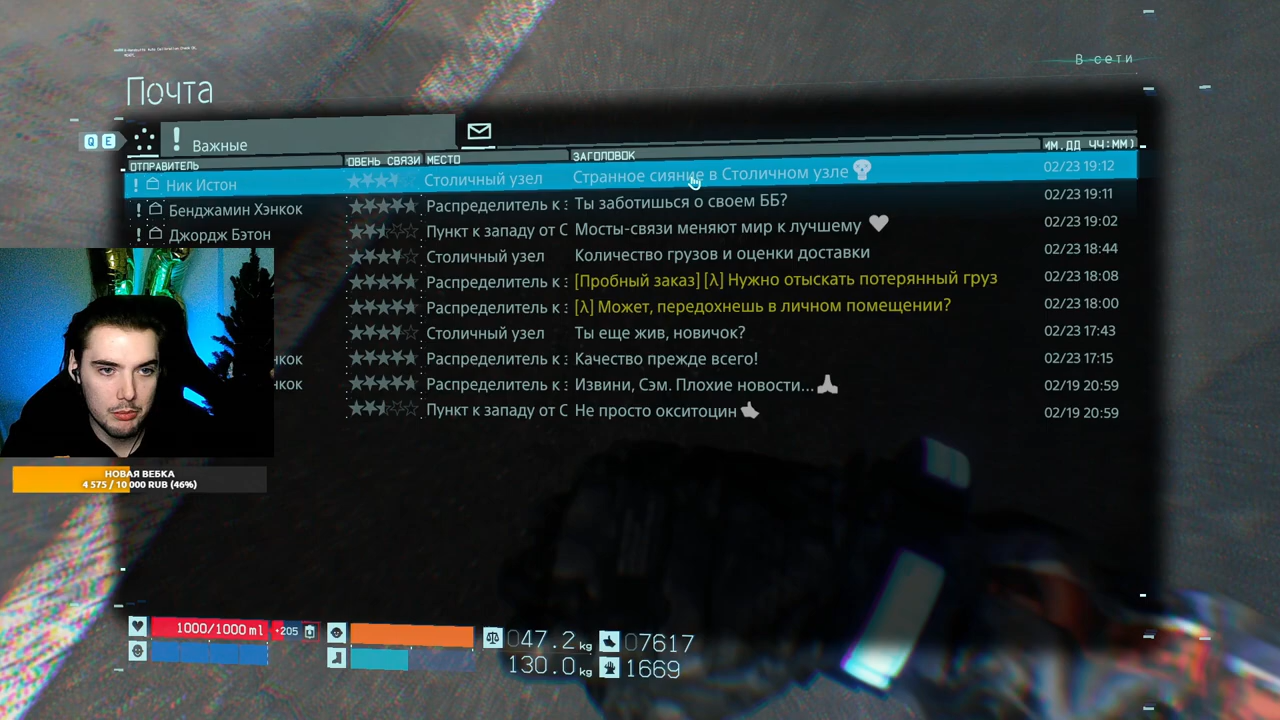 В сети
Почта
Q E
! Важные
ОТПРАВИТЕЛЬ ОВЕНЬ СВЯЗИ МЕСТО ЗАГОЛОВОК М.ДД ЧЧ:ММ)
! Ник Истон Столичный узел Странное сияние в Столичном узле 02/23 19:12
! Бенджамин Хэнкок Распределитель к : Ты заботишься о своем ББ? 02/23 19:11
! Джордж Бэтон Пункт к западу от С Мосты-связи меняют мир к лучшему 02/23 19:02
Столичный узел Количество грузов и оценки доставки 02/23 18:44
Распределитель к : [Пробный заказ] [λ] Нужно отыскать потерянный груз 02/23 18:08
Распределитель к : [λ] Может, передохнешь в личном помещении? 02/23 18:00
Столичный узел Ты еще жив, новичок? 02/23 17:43
нкок Распределитель к : Качество прежде всего! 02/23 17:15
нкок Распределитель к : Извини, Сэм. Плохие новости... 02/19 20:59
Пункт к западу от С Не просто окситоцин 02/19 20:59
НОВАЯ ВЕБКА
4 575 / 10 000 RUB (46%)
1000/1000 ml +205 047.2 kg 07617
130.0 kg 1669